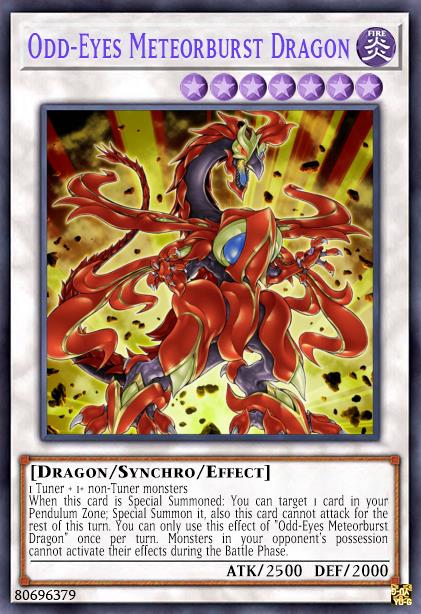 ODD-EYES METEORBURST DRAGON
FIRE
炎
[DRAGON/SYNCHRO/EFFECT]
1 Tuner + 1+ non-Tuner monsters
When this card is Special Summoned: You can target 1 card in your
Pendulum Zone; Special Summon it, also this card cannot attack for the
rest of this turn. You can only use this effect of "Odd-Eyes Meteorburst
Dragon" once per turn. Monsters in your opponent's possession
cannot activate their effects during the Battle Phase.
ATK/2500 DEF/2000
80696379